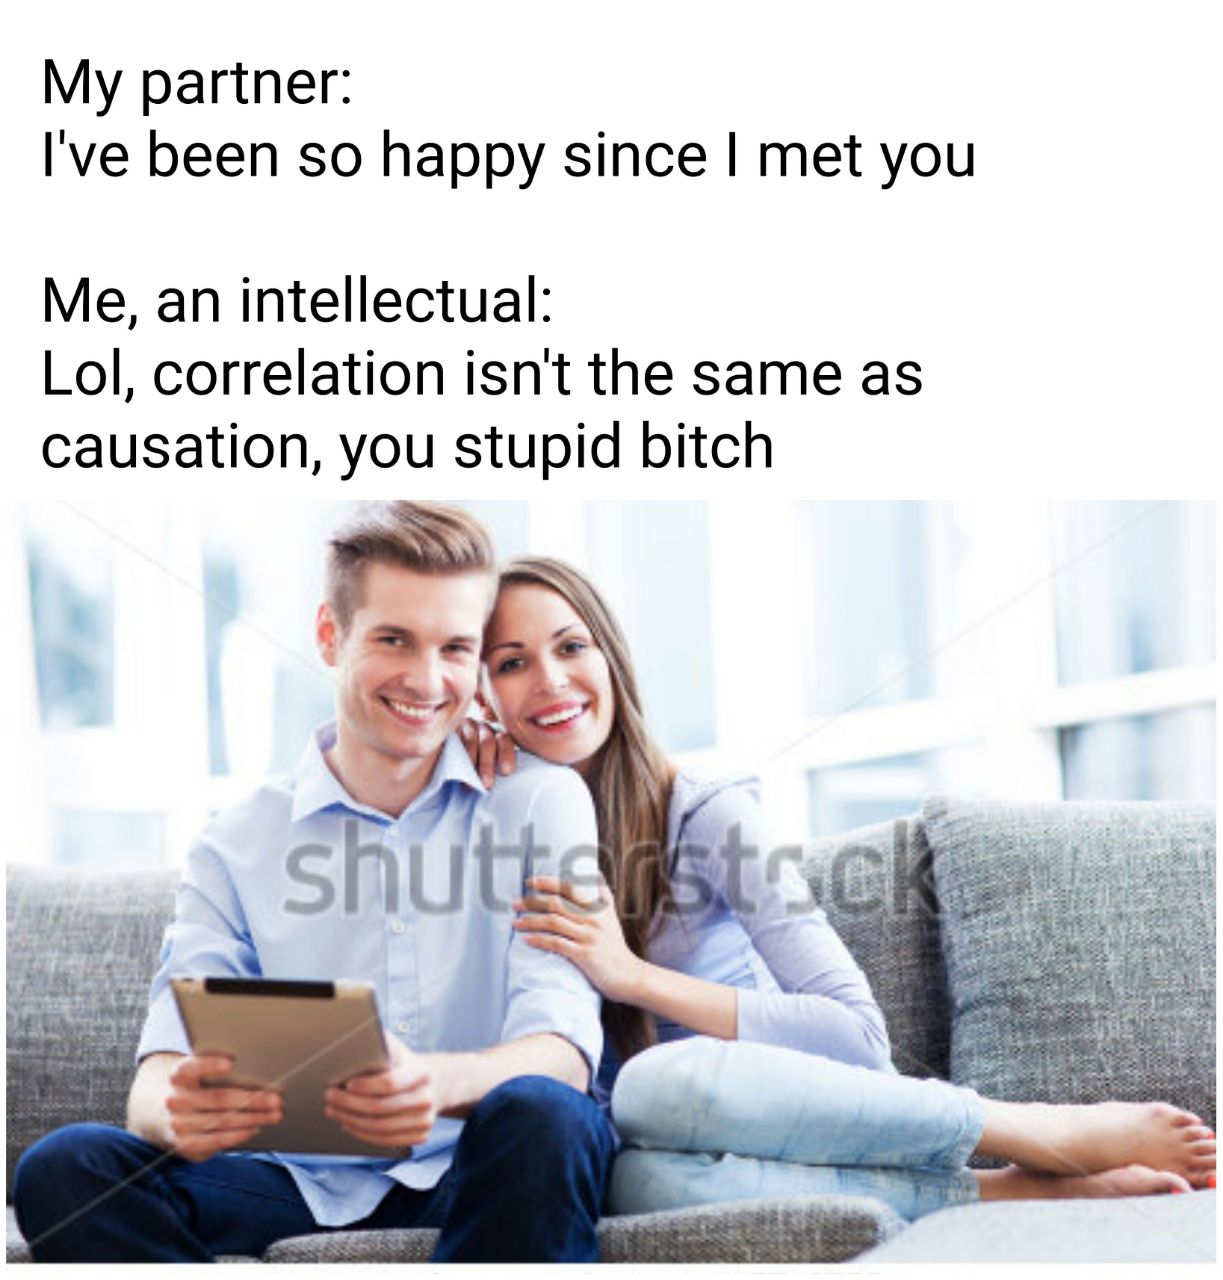 My partner:
I've been so happy since I met you
Me, an intellectual:
Lol, correlation isn't the same as
causation, you stupid bitch
shutterstock